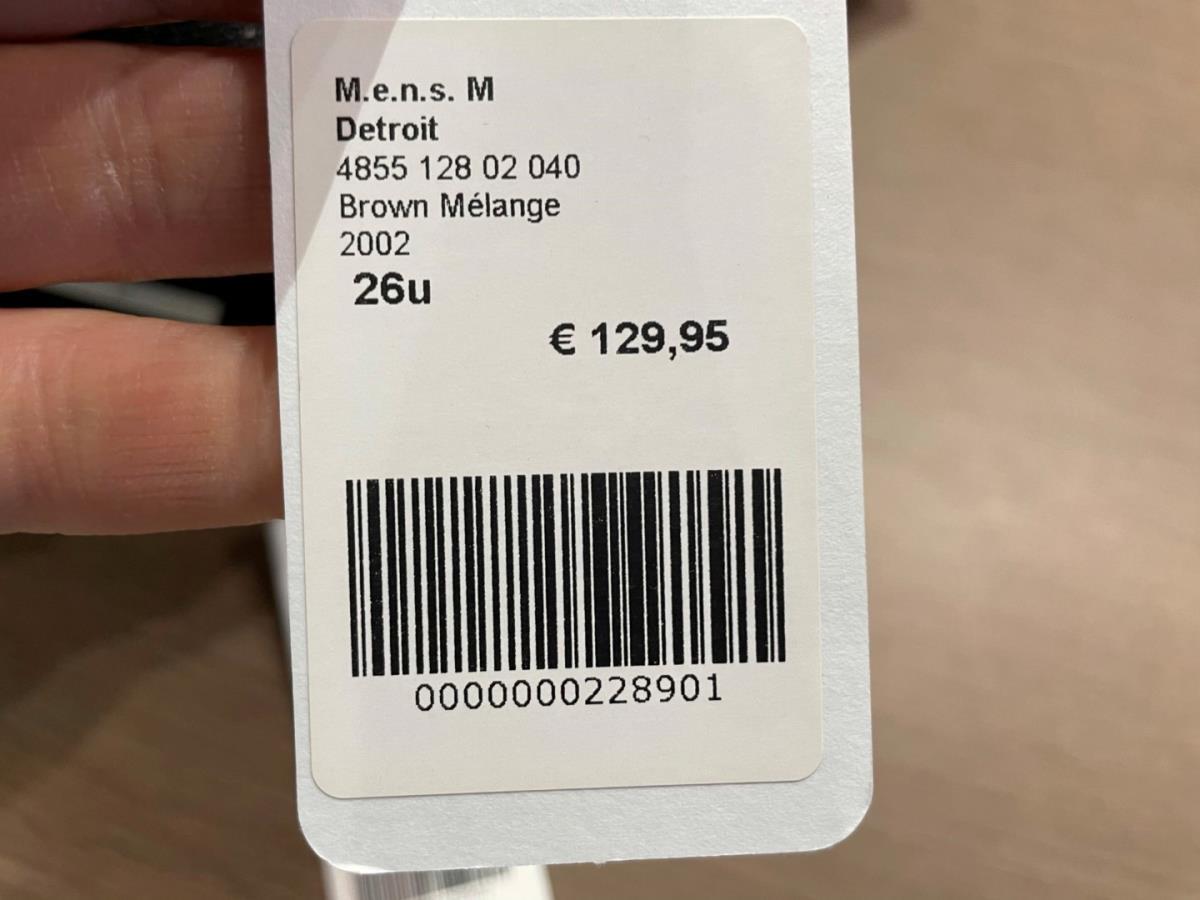 M.e.n.s. M
Detroit
4855 128 02 040
Brown Mélange
2002
26u
€ 129,95
0000000228901